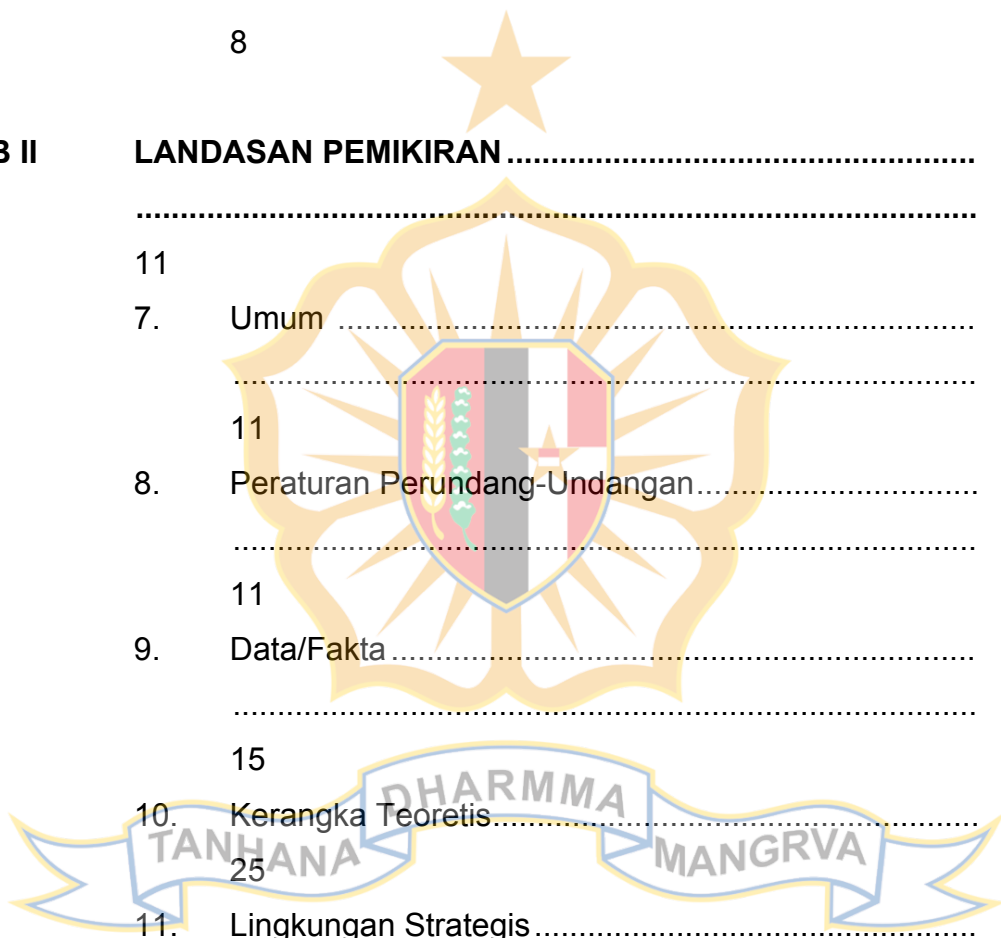 8
B II LANDASAN PEMIKIRAN......................................................
................................................................................................
11
7. Umum .........................................................................
.....................................................................................
11
8. Peraturan Perundang-Undangan................................
.....................................................................................
11
9. Data/Fakta...................................................................
.....................................................................................
15
10. Kerangka Teoretis........................................................
25
11. Lingkungan Strategis...................................................
TANHANA DHARMMA MANGRVA